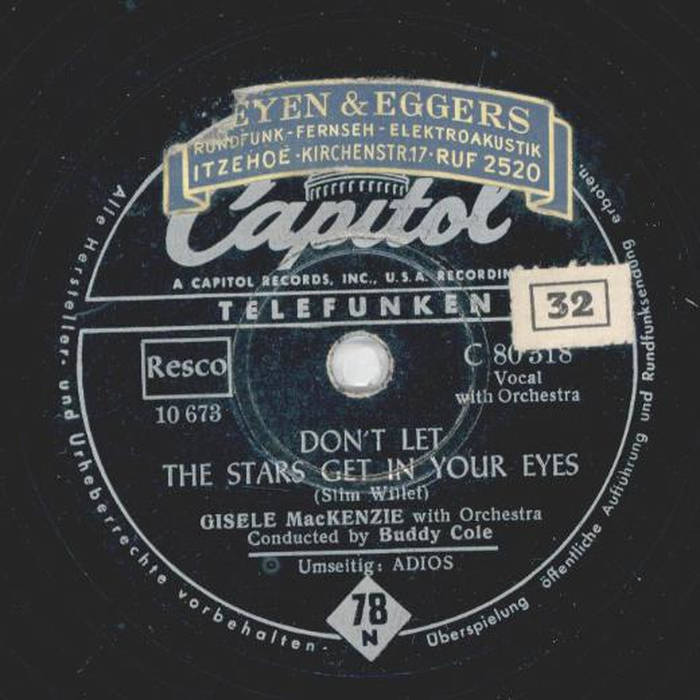 EYEN & EGGERS
RUNDFUNK-FERNSEH-ELEKTROAKUSTIK
ITZEHOE·KIRCHENSTR.17·RUF 2520
Capitol
A CAPITOL RECORDS, INC., U.S.A. RECORDIN
TELEFUNKEN
32
Resco
10 673
C 80 518
Vocal
with Orchestra
DON'T LET
THE STARS GET IN YOUR EYES
(Slim Willet)
GISELE MacKENZIE with Orchestra
Conducted by Buddy Cole
Umseitig: ADIOS
78
N
Alle Hersteller- und Urheberrechte vorbehalten-
Überspielung öffentliche Aufführung und Rundfunksendung erboten.